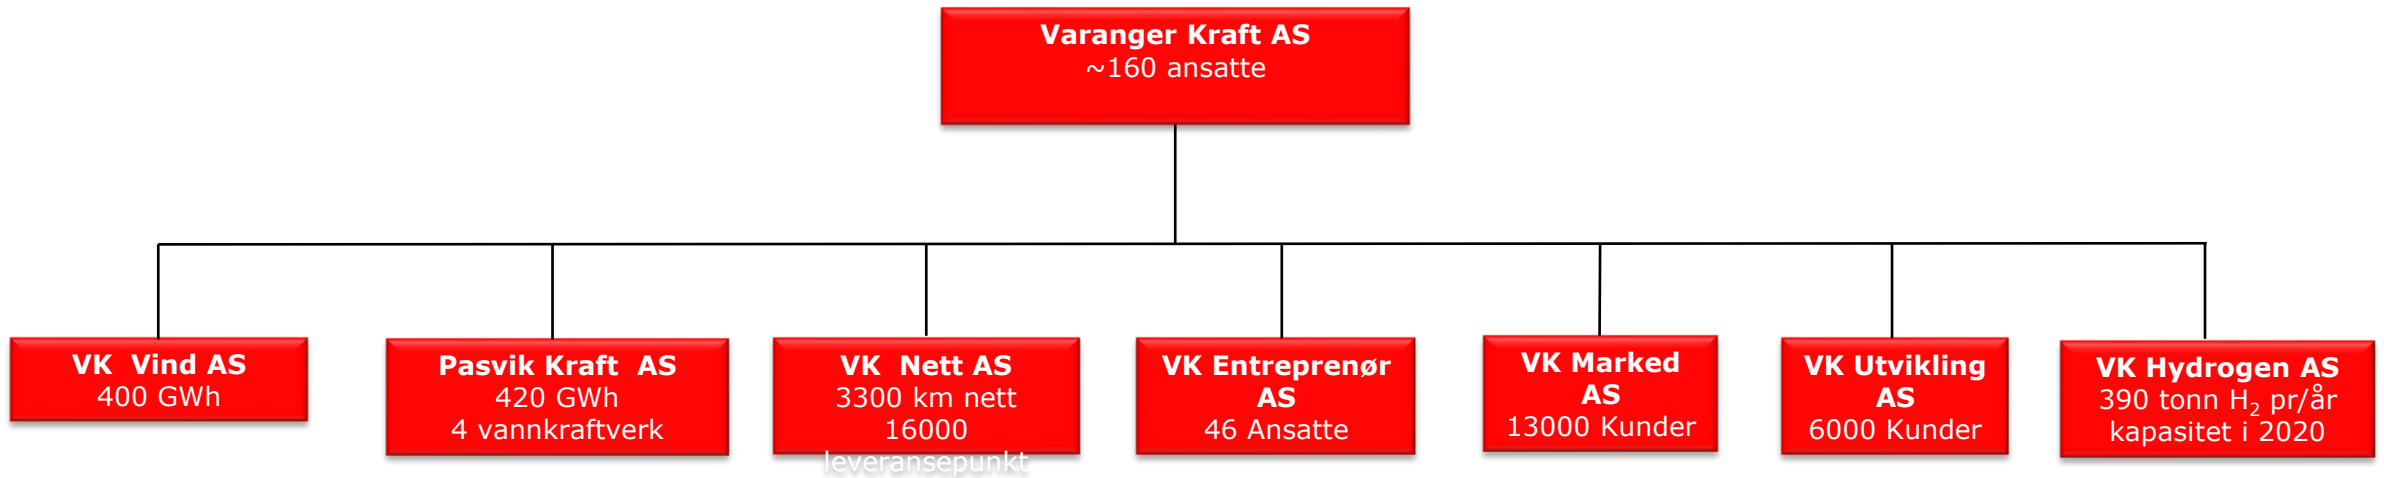 Varanger Kraft AS
~160 ansatte
VK Vind AS
400 GWh
Pasvik Kraft AS
420 GWh
4 vannkraftverk
VK Nett AS
3300 km nett
16000
leveransepunkt
VK Entreprenør
AS
46 Ansatte
VK Marked
AS
13000 Kunder
VK Utvikling
AS
6000 Kunder
VK Hydrogen AS
390 tonn H₂ pr/år
kapasitet i 2020